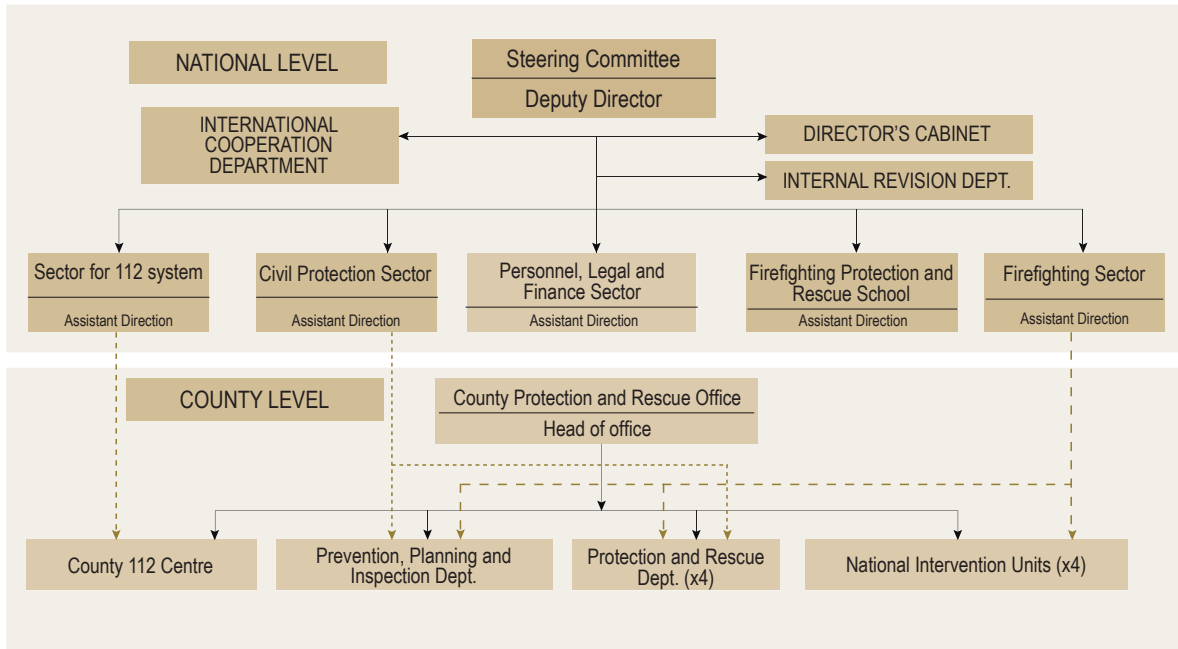 NATIONAL LEVEL
Steering Committee
Deputy Director
INTERNATIONAL
COOPERATION
DEPARTMENT
DIRECTOR'S CABINET
INTERNAL REVISION DEPT.
Sector for 112 system
Assistant Direction
Civil Protection Sector
Assistant Direction
Personnel, Legal and
Finance Sector
Assistant Direction
Firefighting Protection and
Rescue School
Assistant Direction
Firefighting Sector
Assistant Direction
COUNTY LEVEL
County Protection and Rescue Office
Head of office
County 112 Centre
Prevention, Planning and
Inspection Dept.
Protection and Rescue
Dept. (x4)
National Intervention Units (x4)